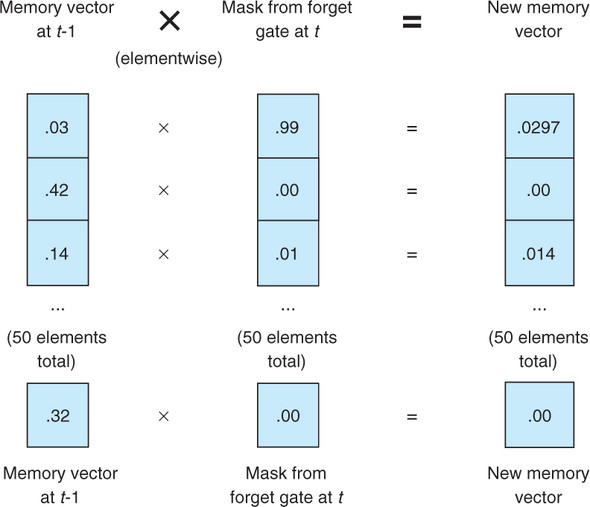 Memory vector
at t-1
×
(elementwise)
Mask from forget
gate at t
=
New memory
vector
.03 × .99 = .0297
.42 × .00 = .00
.14 × .01 = .014
... ... ...
(50 elements
total)
(50 elements
total)
(50 elements
total)
.32 × .00 = .00
Memory vector
at t-1
Mask from
forget gate at t
New memory
vector